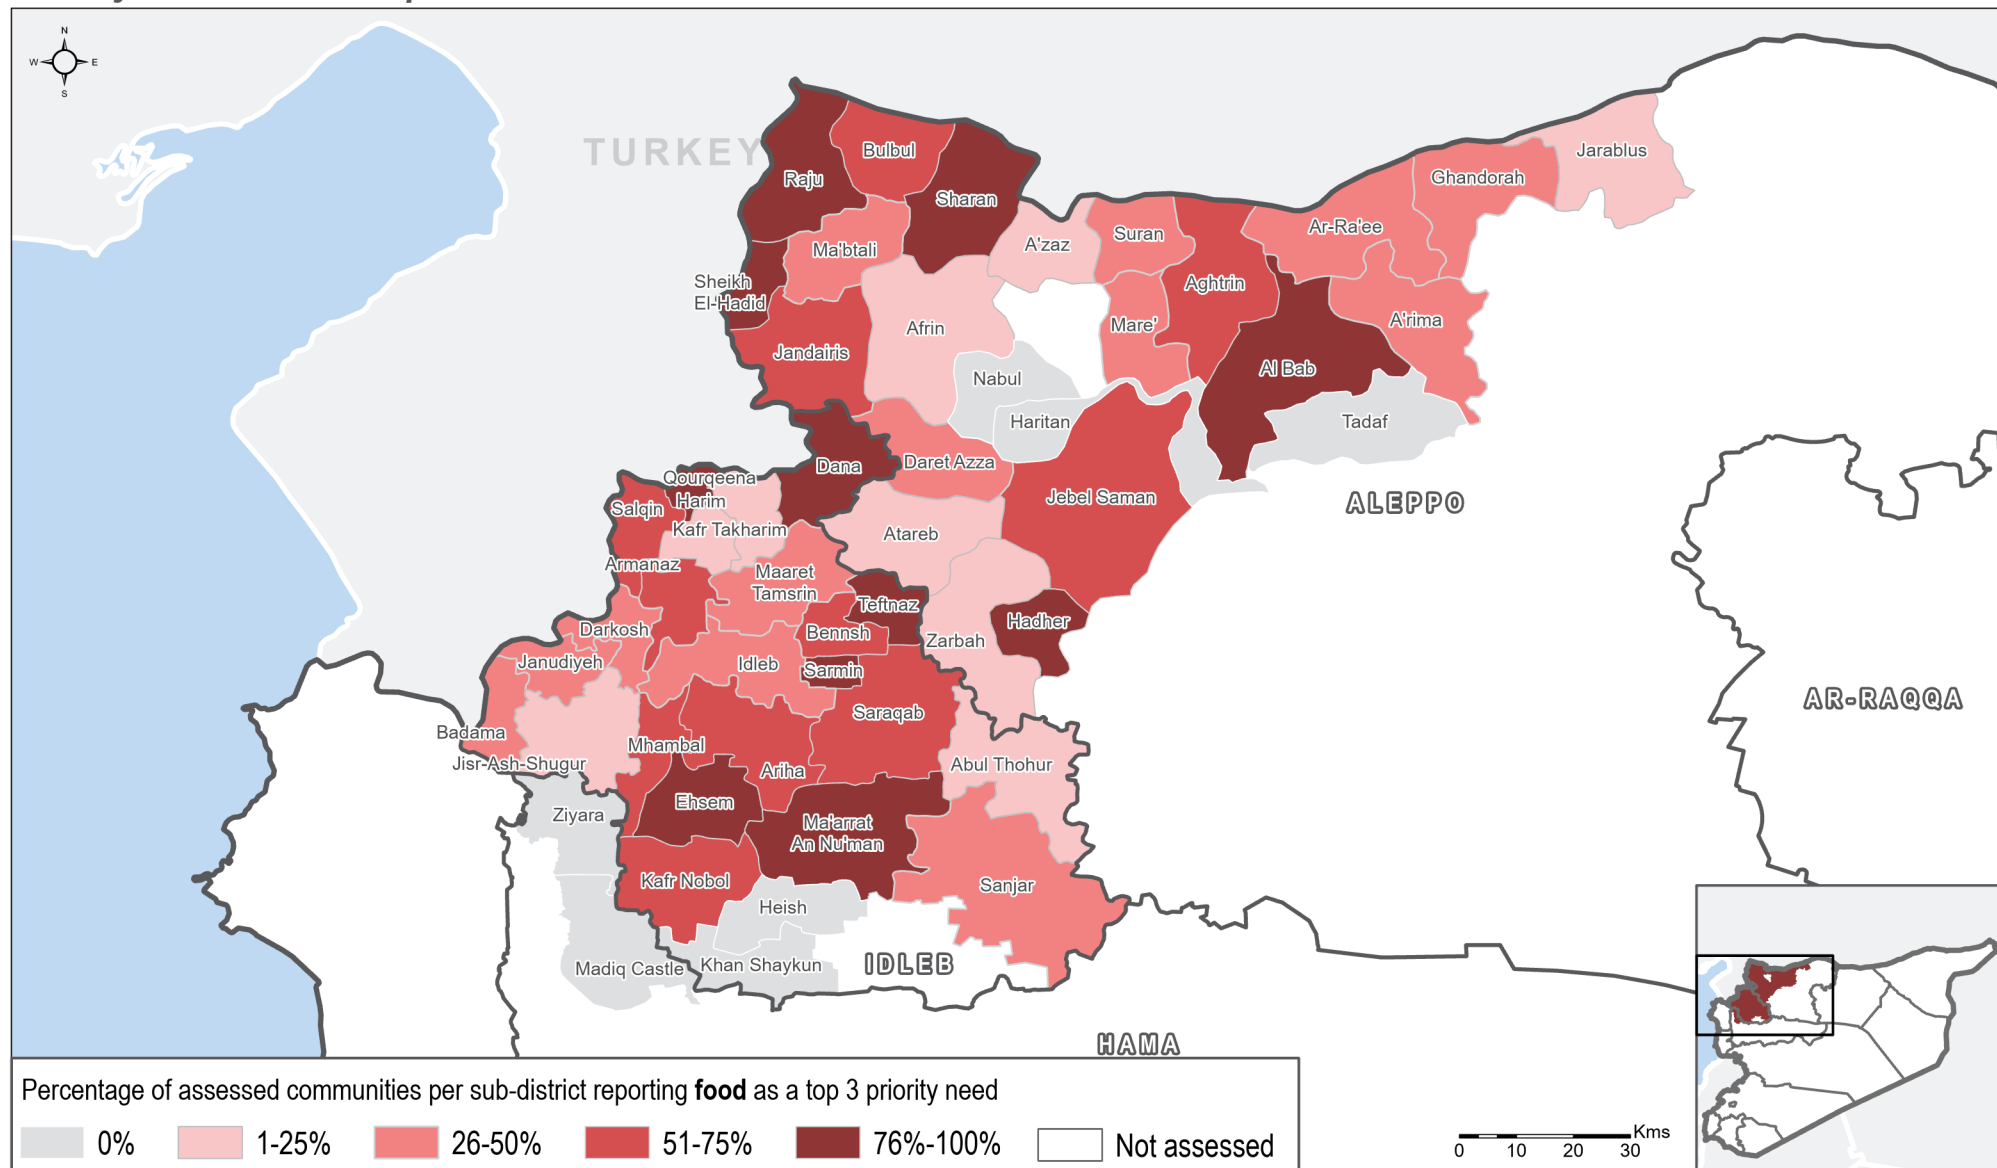 N
W E
S
TURKEY
Bulbul
Raju
Sharan
Jarablus
Ghandorah
Ar-Ra'ee
Suran
A'zaz
Ma'btali
Sheikh
El-Hadid
Aghtrin
A'rima
Afrin
Mare'
Jandairis
Al Bab
Nabul
Haritan
Tadaf
Dana
Daret Azza
Qourqeena
Harim
Jebel Saman
ALEPPO
Salqin
Kafr Takharim
Atareb
Armanaz
Maaret
Tamsrin
Teftnaz
Hadher
Darkosh
Bennsh
Zarbah
Janudiyeh
Idleb
Sarmin
AR-RAQQA
Saraqab
Badama
Mhambal
Jisr-Ash-Shugur
Ariha
Abul Thohur
Ehsem
Ziyara
Ma'arrat
An Nu'man
Kafr Nobol
Sanjar
Heish
Madiq Castle
Khan Shaykun
IDLEB
HAMA
Percentage of assessed communities per sub-district reporting food as a top 3 priority need
0% 1-25% 26-50% 51-75% 76%-100% Not assessed
Kms
0 10 20 30